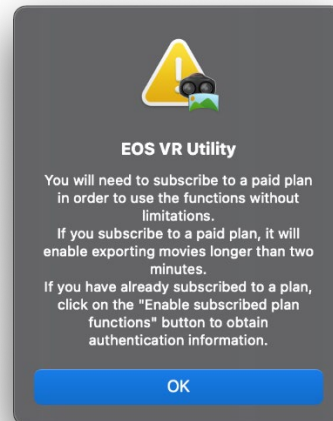 EOS VR Utility
You will need to subscribe to a paid plan
in order to use the functions without
limitations.
If you subscribe to a paid plan, it will
enable exporting movies longer than two
minutes.
If you have already subscribed to a plan,
click on the "Enable subscribed plan
functions" button to obtain
authentication information.
OK